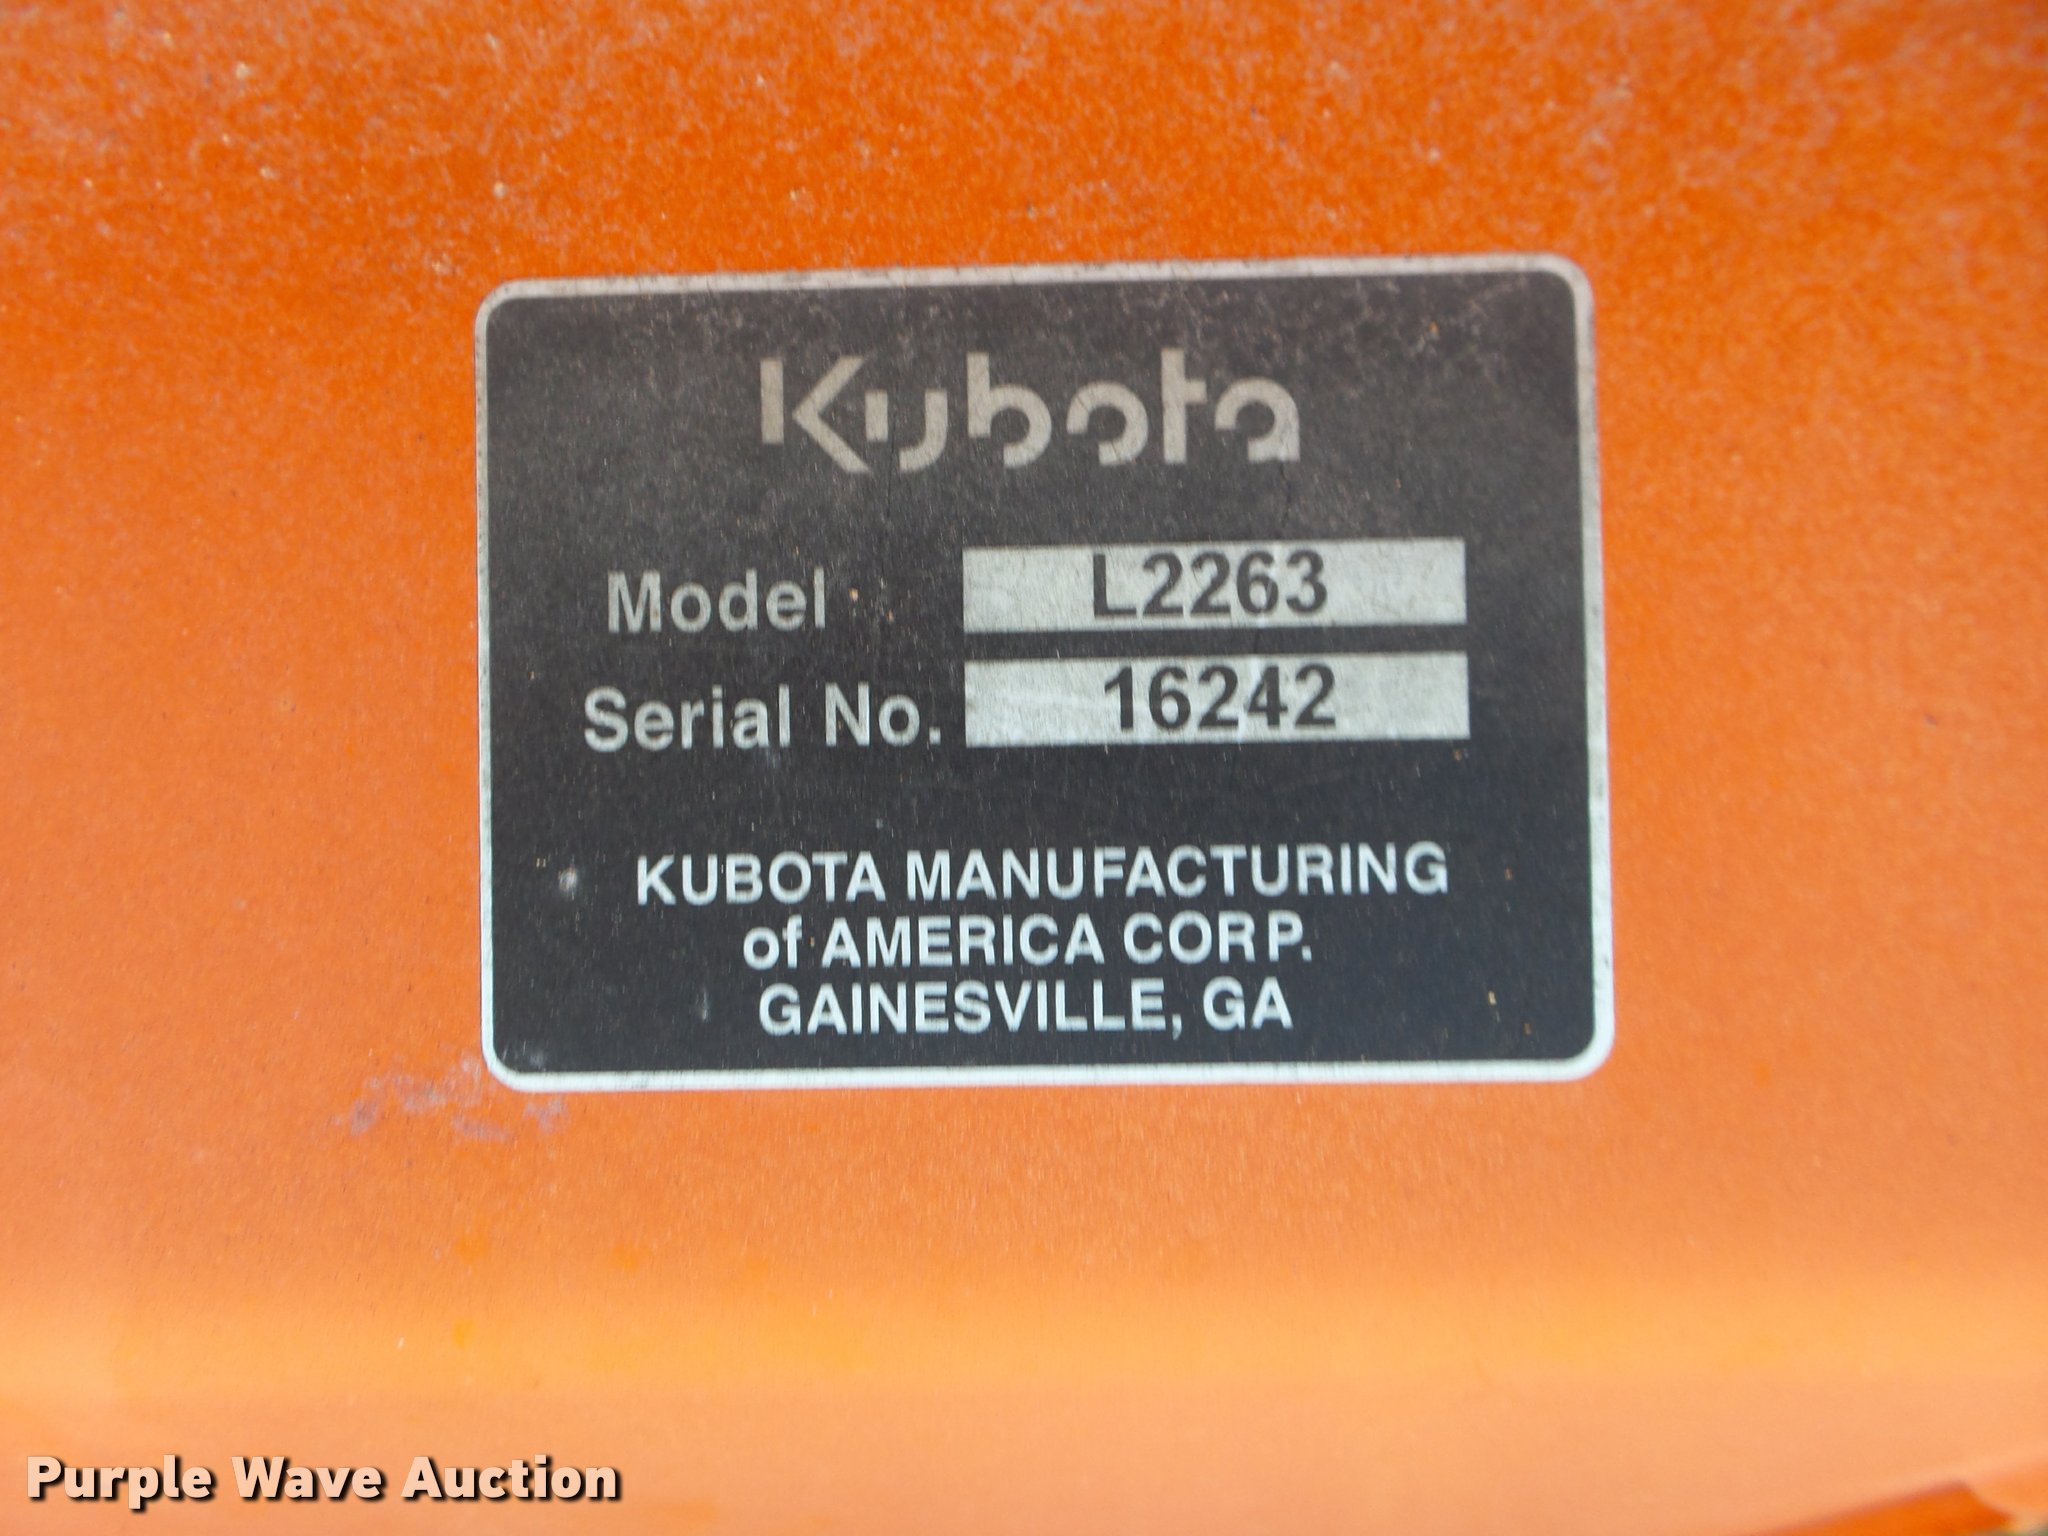 Kubota
Model L2263
Serial No. 16242
KUBOTA MANUFACTURING
of AMERICA CORP.
GAINESVILLE, GA
Purple Wave Auction